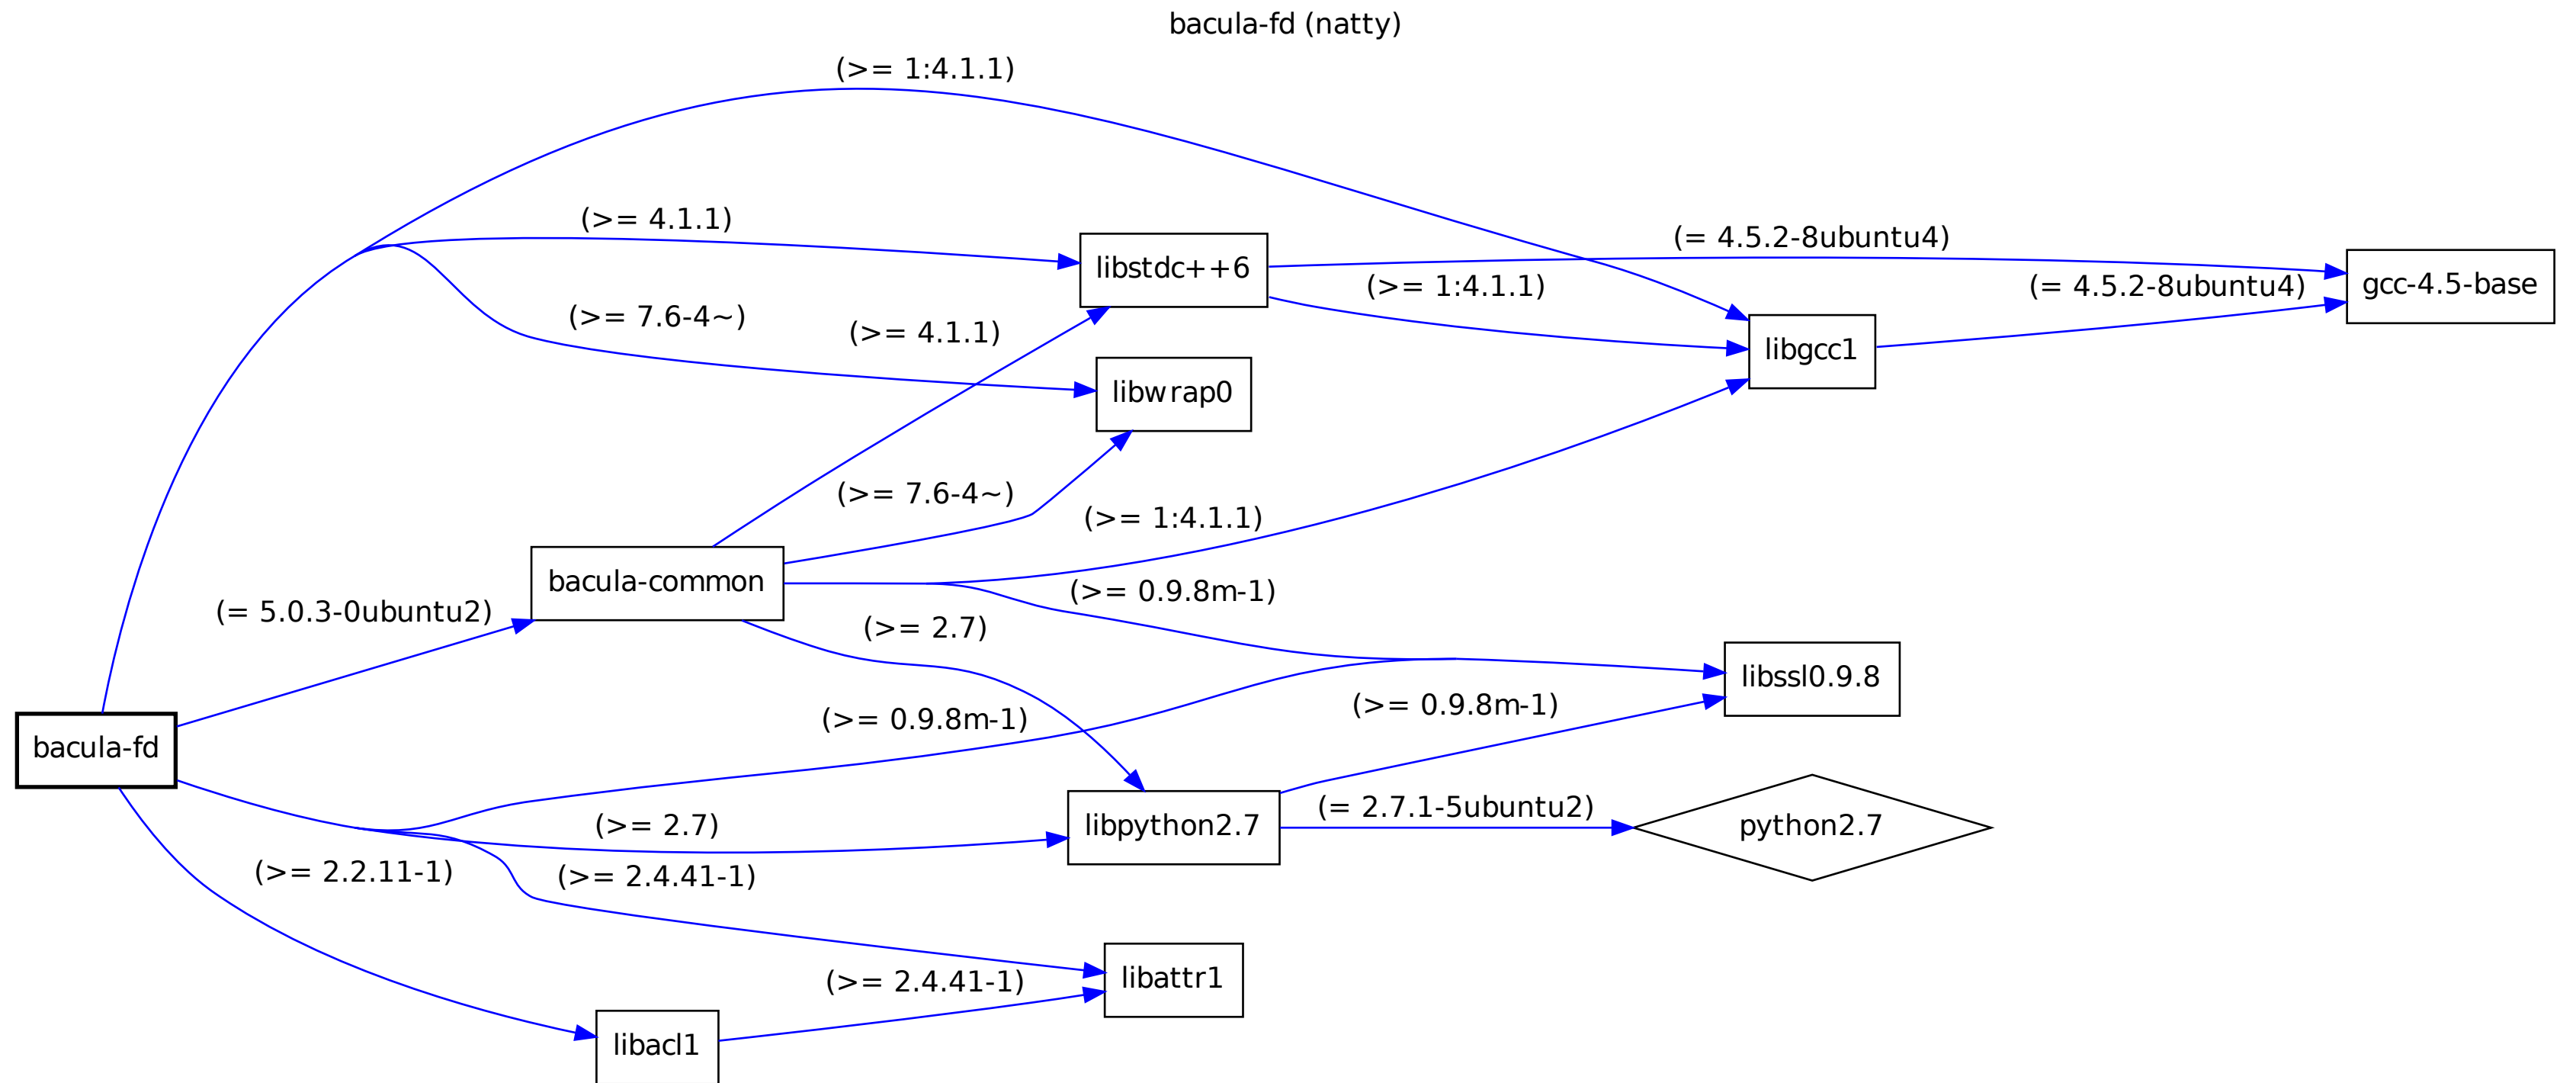 bacula-fd (natty)
(>= 1:4.1.1)
(>= 4.1.1)
(= 4.5.2-8ubuntu4)
libstdc++6
gcc-4.5-base
(>= 1:4.1.1)
(= 4.5.2-8ubuntu4)
(>= 7.6-4~)
(>= 4.1.1)
libgcc1
libwrap0
(>= 7.6-4~)
(>= 1:4.1.1)
bacula-common
(>= 0.9.8m-1)
(= 5.0.3-0ubuntu2)
(>= 2.7)
libssl0.9.8
(>= 0.9.8m-1)
(>= 0.9.8m-1)
bacula-fd
(= 2.7.1-5ubuntu2)
(>= 2.7)
libpython2.7
python2.7
(>= 2.2.11-1)
(>= 2.4.41-1)
libattr1
(>= 2.4.41-1)
libacl1